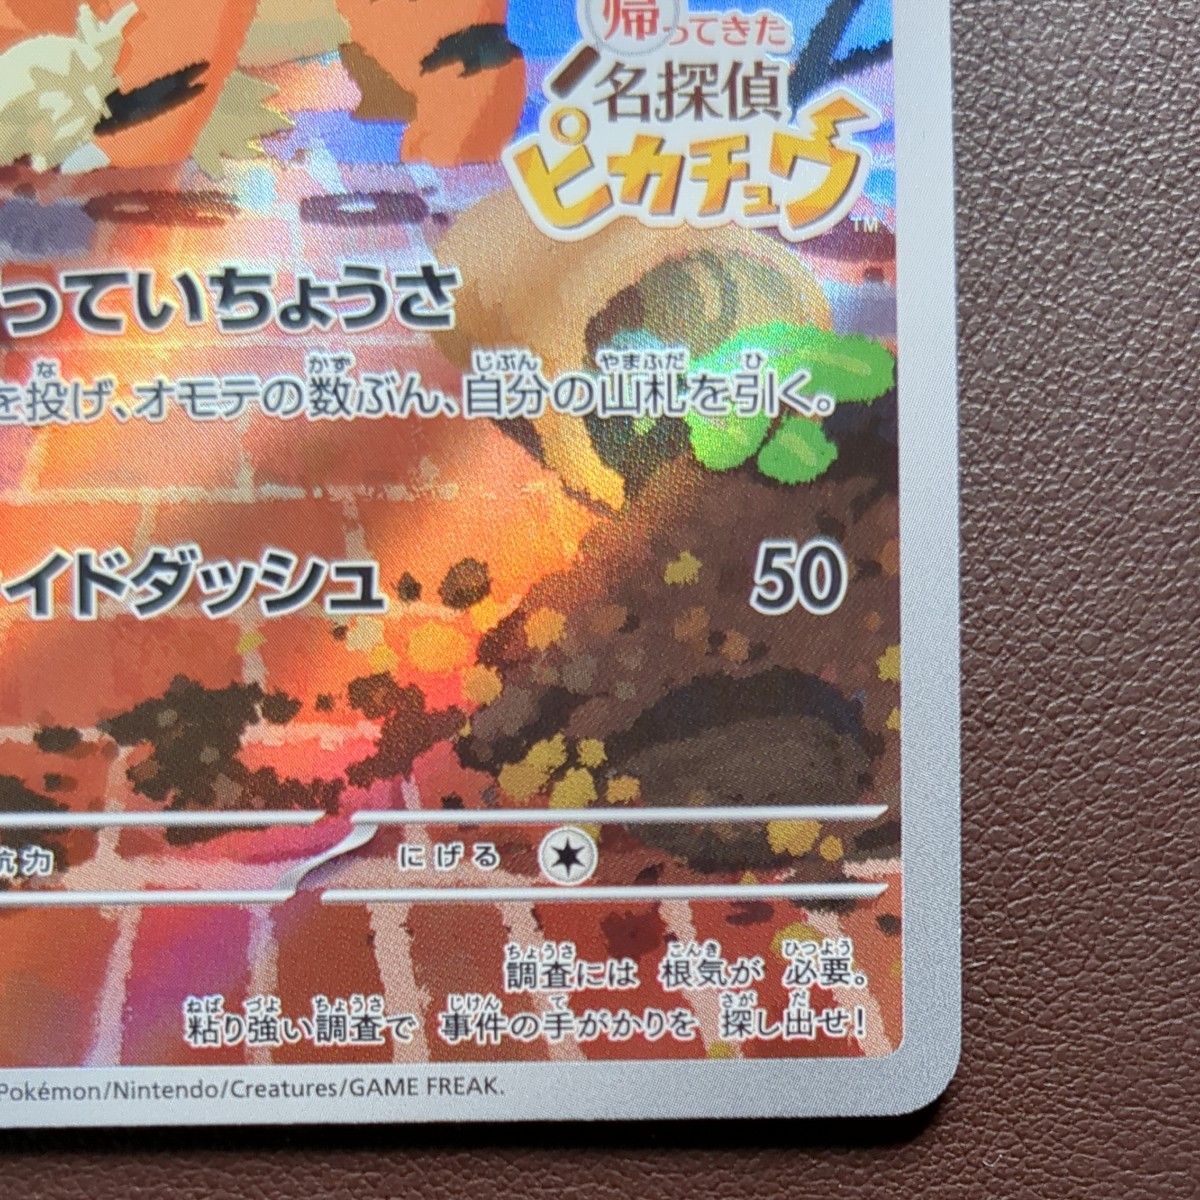 帰ってきた
名探偵
ピカチュウ
TM
っていちょうさ
を投げ、オモテの数ぶん、自分の山札を引く。
イドダッシュ 50
抗力 にげる
調査には 根気が 必要。
粘り強い調査で 事件の手がかりを 探し出せ!
Pokémon/Nintendo/Creatures/GAME FREAK.